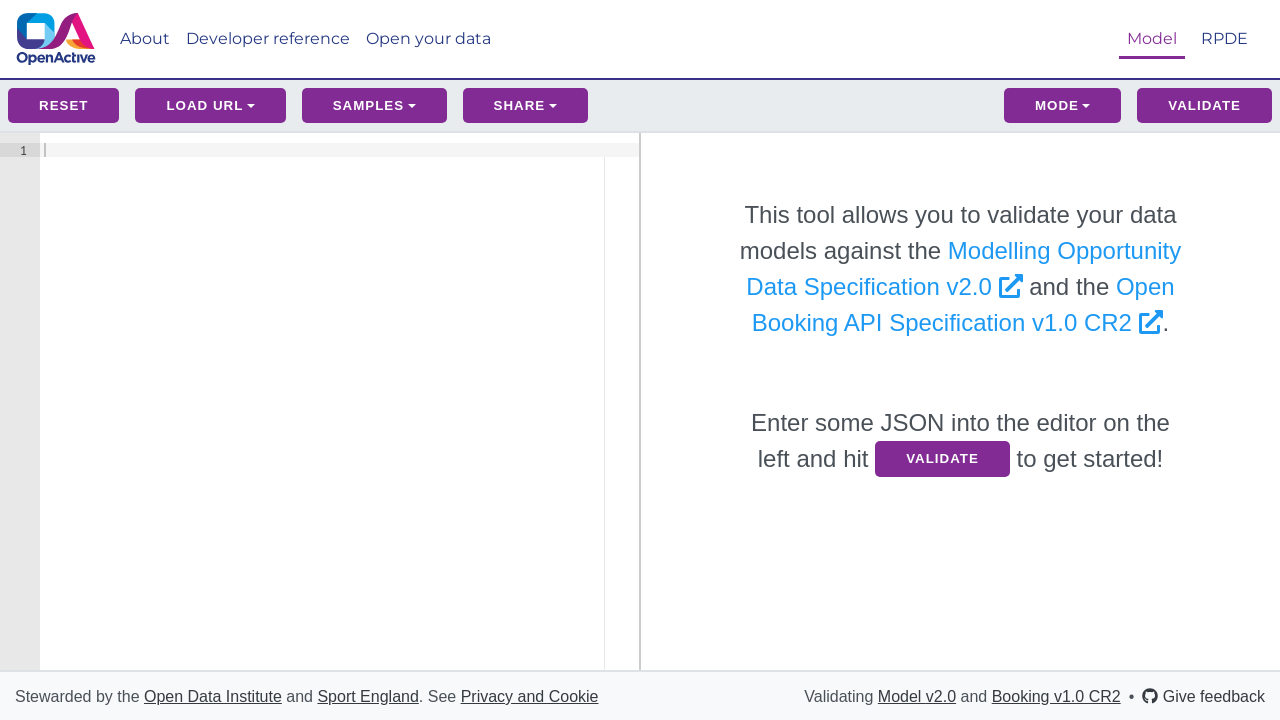 OpenActive
About Developer reference Open your data Model RPDE
RESET LOAD URL SAMPLES SHARE MODE VALIDATE
1
This tool allows you to validate your data
models against the Modelling Opportunity
Data Specification v2.0 and the Open
Booking API Specification v1.0 CR2 .
Enter some JSON into the editor on the
left and hit VALIDATE to get started!
Stewarded by the Open Data Institute and Sport England. See Privacy and Cookie
Validating Model v2.0 and Booking v1.0 CR2 • Give feedback